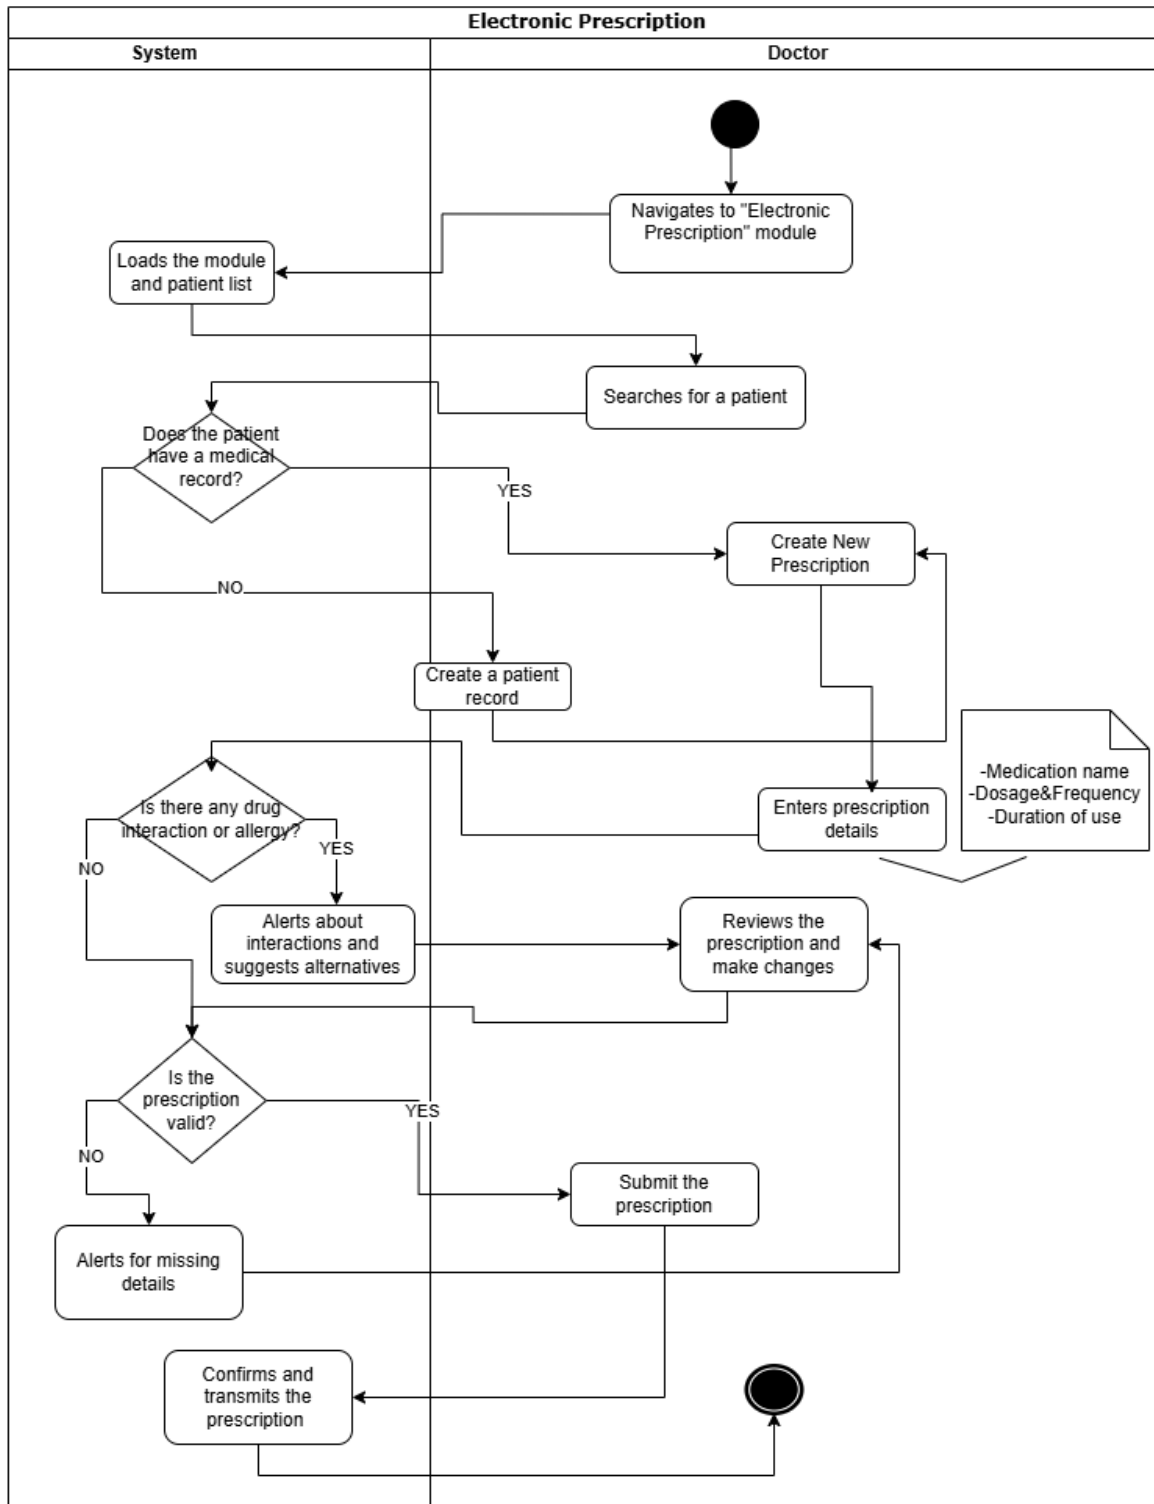 Electronic Prescription
System
Doctor
Navigates to "Electronic
Prescription" module
Loads the module
and patient list
Searches for a patient
Does the patient
have a medical
record?
YES
Create New
Prescription
NO
Create a patient
record
-Medication name
-Dosage&Frequency
-Duration of use
Enters prescription
details
Is there any drug
interaction or allergy?
YES
NO
Alerts about
interactions and
suggests alternatives
Reviews the
prescription and
make changes
Is the
prescription
valid?
YES
NO
Submit the
prescription
Alerts for missing
details
Confirms and
transmits the
prescription